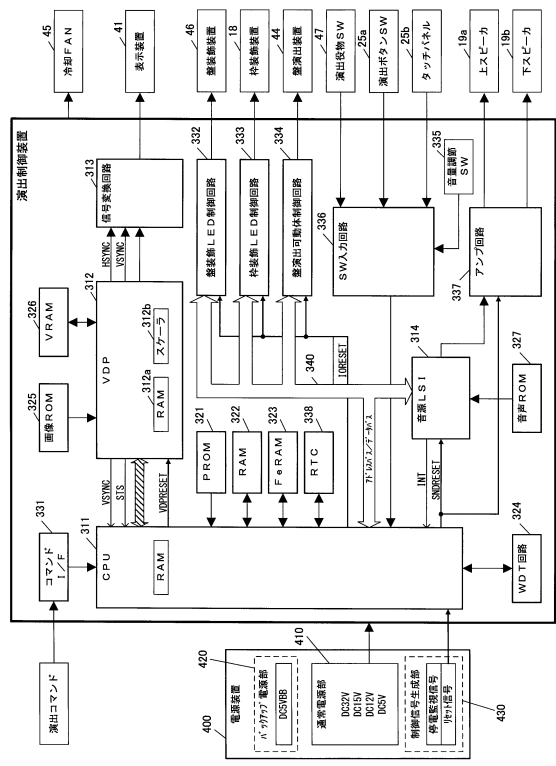 演出制御装置
45
冷却FAN
41
表示装置
46
盤装飾装置
18
枠装飾装置
44
盤演出装置
47
演出役物SW
25a
演出ボタンSW
25b
タッチパネル
19a
上スピーカ
19b
下スピーカ
313
信号変換回路
332
盤装飾LED制御回路
333
枠装飾LED制御回路
334
盤演出可動体制御回路
335
音量調節
SW
336
SW入力回路
337
アンプ回路
HSYNC
VSYNC
326
VRAM
312
VDP
312b
スケーラ
312a
RAM
325
画像ROM
340
IORESET
アドレスバス/データバス
314
音源LSI
327
音声ROM
321
PROM
322
RAM
323
FeRAM
338
RTC
VSYNC
STS
VDPRESET
INT
SNDRESET
331
コマンド
I/F
311
CPU
RAM
324
WDT回路
演出コマンド
400
電源装置
420
バックアップ電源部
DC5VBB
410
通常電源部
DC32V
DC15V
DC12V
DC5V
制御信号生成部
停電監視信号
リセット信号
430